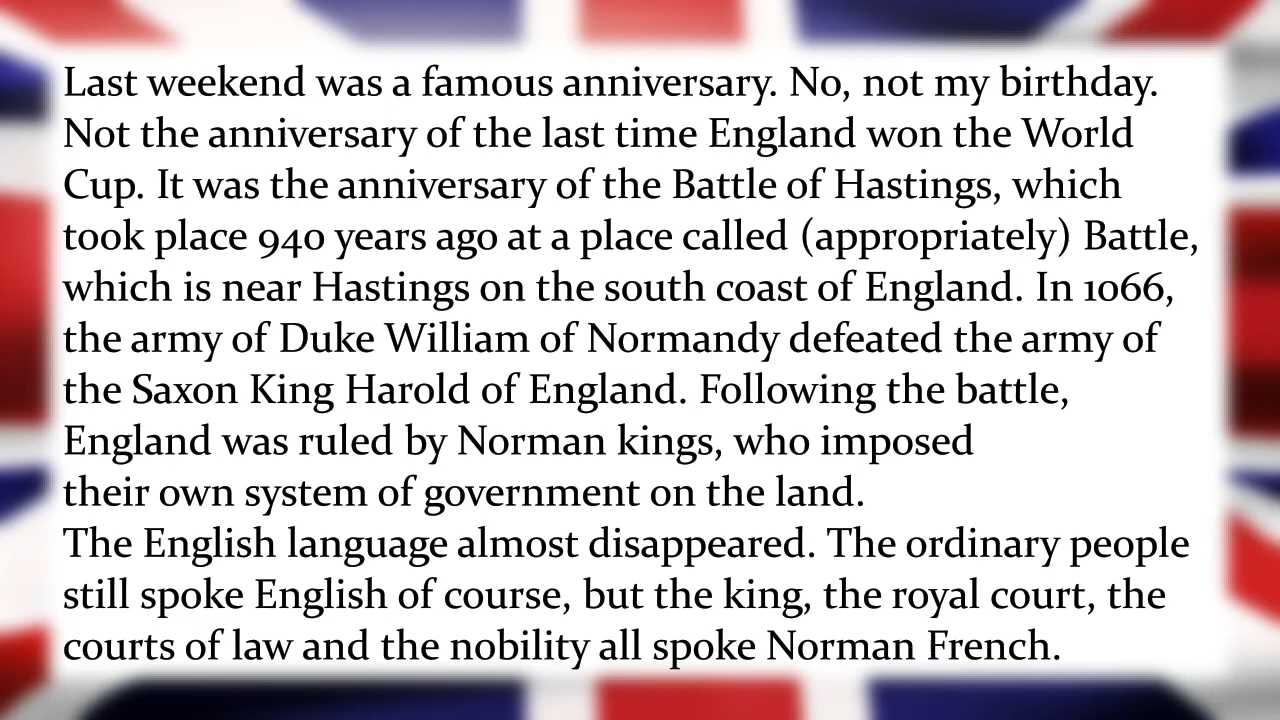 Last weekend was a famous anniversary. No, not my birthday.
Not the anniversary of the last time England won the World
Cup. It was the anniversary of the Battle of Hastings, which
took place 940 years ago at a place called (appropriately) Battle,
which is near Hastings on the south coast of England. In 1066,
the army of Duke William of Normandy defeated the army of
the Saxon King Harold of England. Following the battle,
England was ruled by Norman kings, who imposed
their own system of government on the land.
The English language almost disappeared. The ordinary people
still spoke English of course, but the king, the royal court, the
courts of law and the nobility all spoke Norman French.